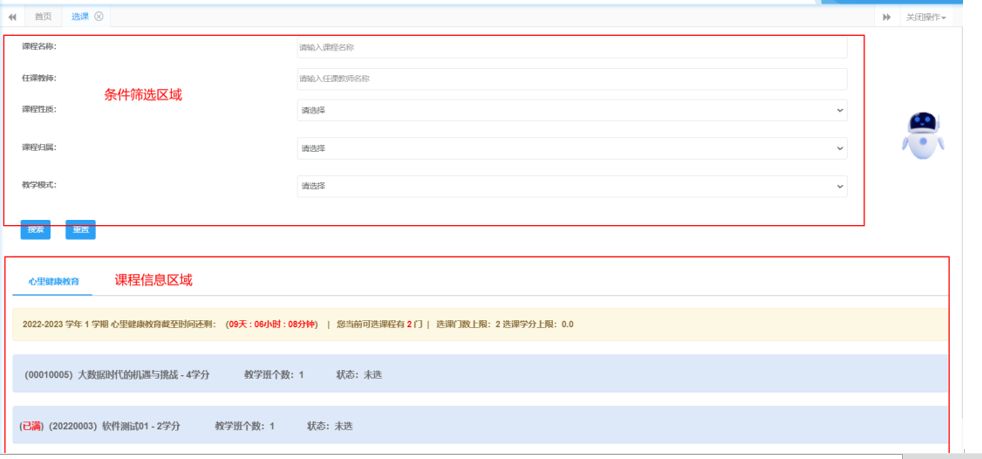 首页 选课 关闭操作
课程名称: 请输入课程名称
任课教师: 请输入任课教师名称
条件筛选区域
课程性质: 请选择
课程归属: 请选择
教学模式: 请选择
搜索 重置
心里健康教育 课程信息区域
2022-2023 学年 1 学期 心里健康教育截至时间还剩: (09天 : 06小时 : 08分钟) | 您当前可选课程有 2 门 | 选课门数上限: 2 选课学分上限: 0.0
(00010005) 大数据时代的机遇与挑战 - 4学分 教学班个数: 1 状态: 未选
(已满) (20220003) 软件测试01 - 2学分 教学班个数: 1 状态: 未选